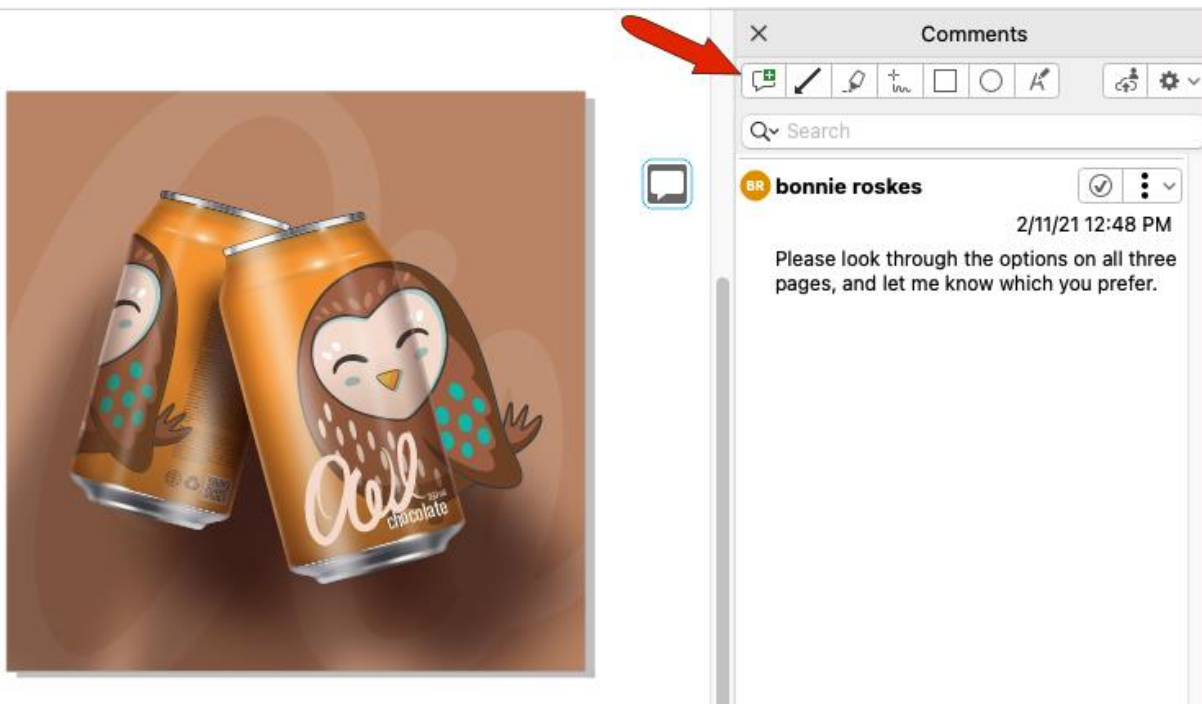 Comments
Search
BR bonnie roskes
2/11/21 12:48 PM
Please look through the options on all three
pages, and let me know which you prefer.
Owl
chocolate